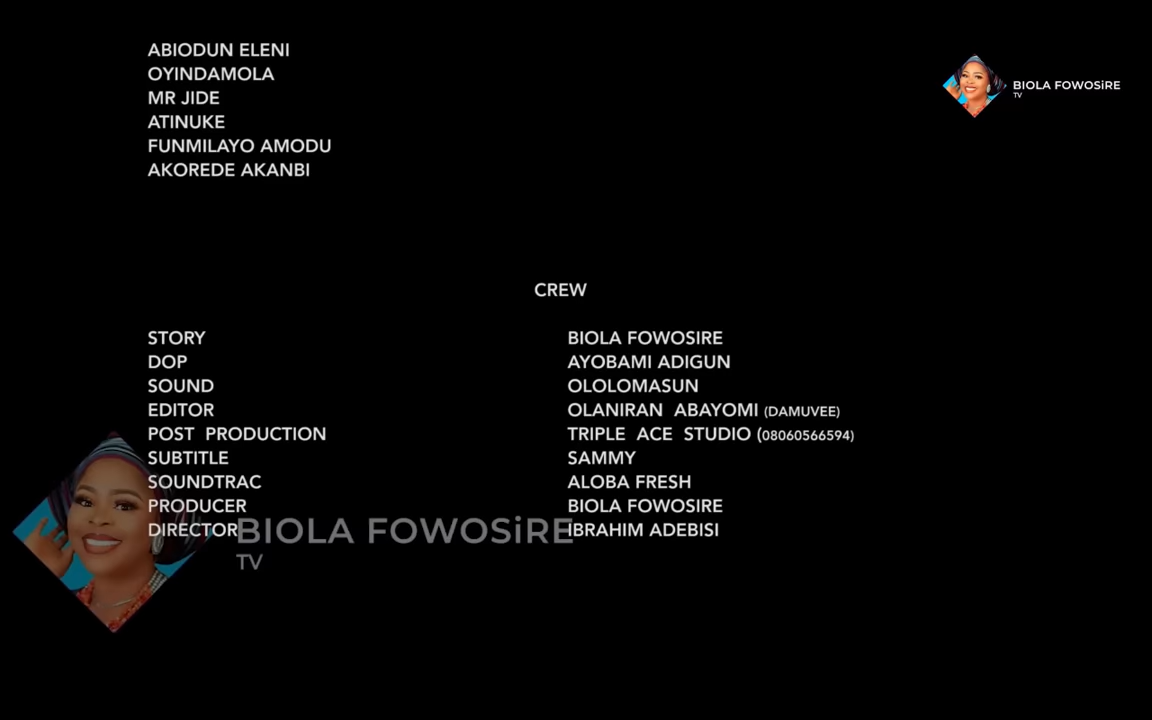 ABIODUN ELENI
OYINDAMOLA
MR JIDE
ATINUKE
FUNMILAYO AMODU
AKOREDE AKANBI
BIOLA FOWOSiRE
TV
CREW
STORY BIOLA FOWOSIRE
DOP AYOBAMI ADIGUN
SOUND OLOLOMASUN
EDITOR OLANIRAN ABAYOMI (DAMUVEE)
POST PRODUCTION TRIPLE ACE STUDIO (08060566594)
SUBTITLE SAMMY
SOUNDTRAC ALOBA FRESH
PRODUCER BIOLA FOWOSIRE
DIRECTOR IBRAHIM ADEBISI
BIOLA FOWOSiRE
TV